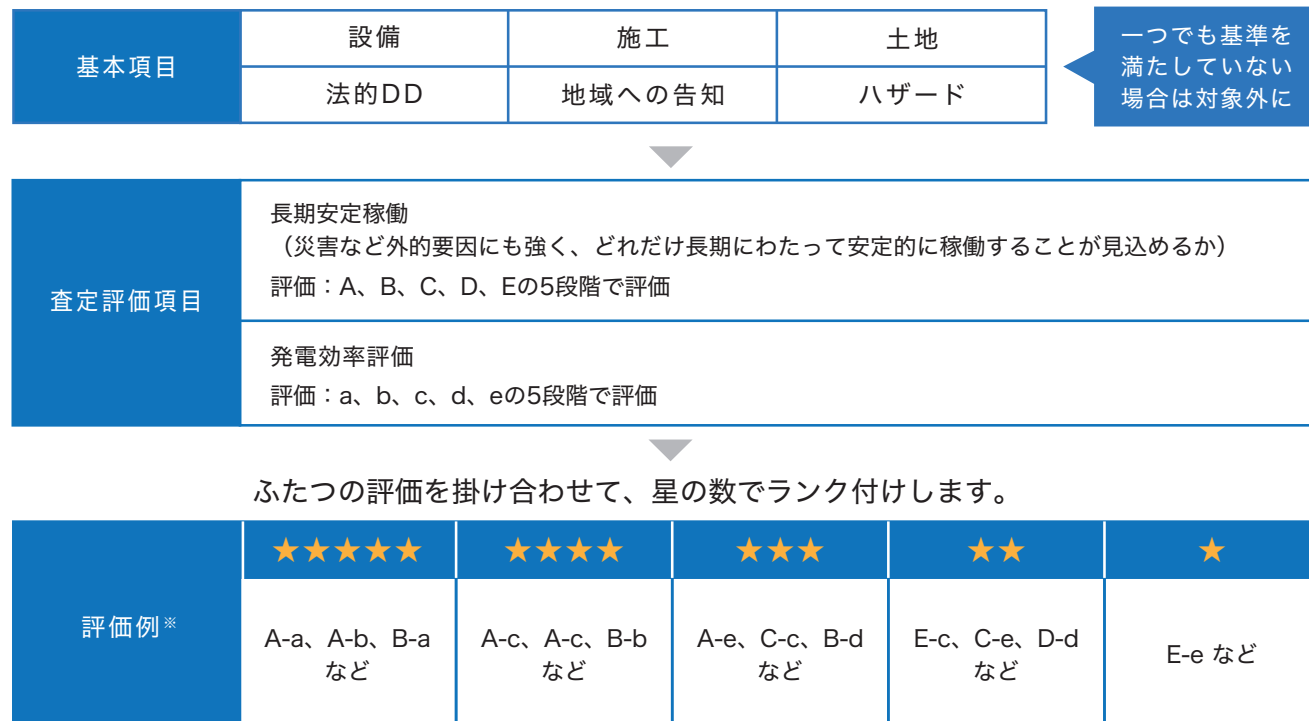 基本項目
設備
施工
土地
法的DD
地域への告知
ハザード
一つでも基準を
満たしていない
場合は対象外に
査定評価項目
長期安定稼働
（災害など外的要因にも強く、どれだけ長期にわたって安定的に稼働することが見込めるか）
評価：A、B、C、D、Eの5段階で評価
発電効率評価
評価：a、b、c、d、eの5段階で評価
ふたつの評価を掛け合わせて、星の数でランク付けします。
評価例※
★★★★★
★★★★
★★★
★★
★
A-a、A-b、B-a
など
A-c、A-c、B-b
など
A-e、C-c、B-d
など
E-c、C-e、D-d
など
E-e など